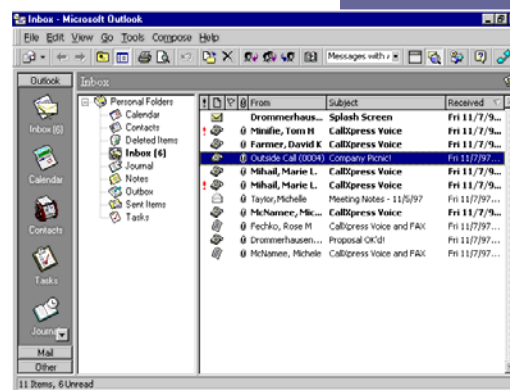 Inbox - Microsoft Outlook
File Edit View Go Tools Compose Help
Messages with
Outlook
Inbox
Inbox (6)
Calendar
Contacts
Tasks
Journa
Mail
Other
Personal Folders
Calendar
Contacts
Deleted Items
Inbox (6)
Journal
Notes
Outbox
Sent Items
Tasks
From Subject Received
Drommerhaus... Splash Screen Fri 11/7/9...
Minifie, Tom H CallXpress Voice Fri 11/7/9...
Farmer, David K CallXpress Voice Fri 11/7/9...
Outside Call (0004) Company Picnic! Fri 11/7/97...
Mihail, Marie L. CallXpress Voice Fri 11/7/9...
Mihail, Marie L. CallXpress Voice Fri 11/7/9...
Taylor, Michelle Meeting Notes - 11/5/97 Fri 11/7/97...
McNamee, Mic... CallXpress Voice Fri 11/7/9...
Fechko, Rose M CallXpress Voice and FAX Fri 11/7/97...
Drommerhausen... Proposal OK'd! Fri 11/7/97...
McNamee, Michele CallXpress Voice and FAX Fri 11/7/97...
11 Items, 6 Unread